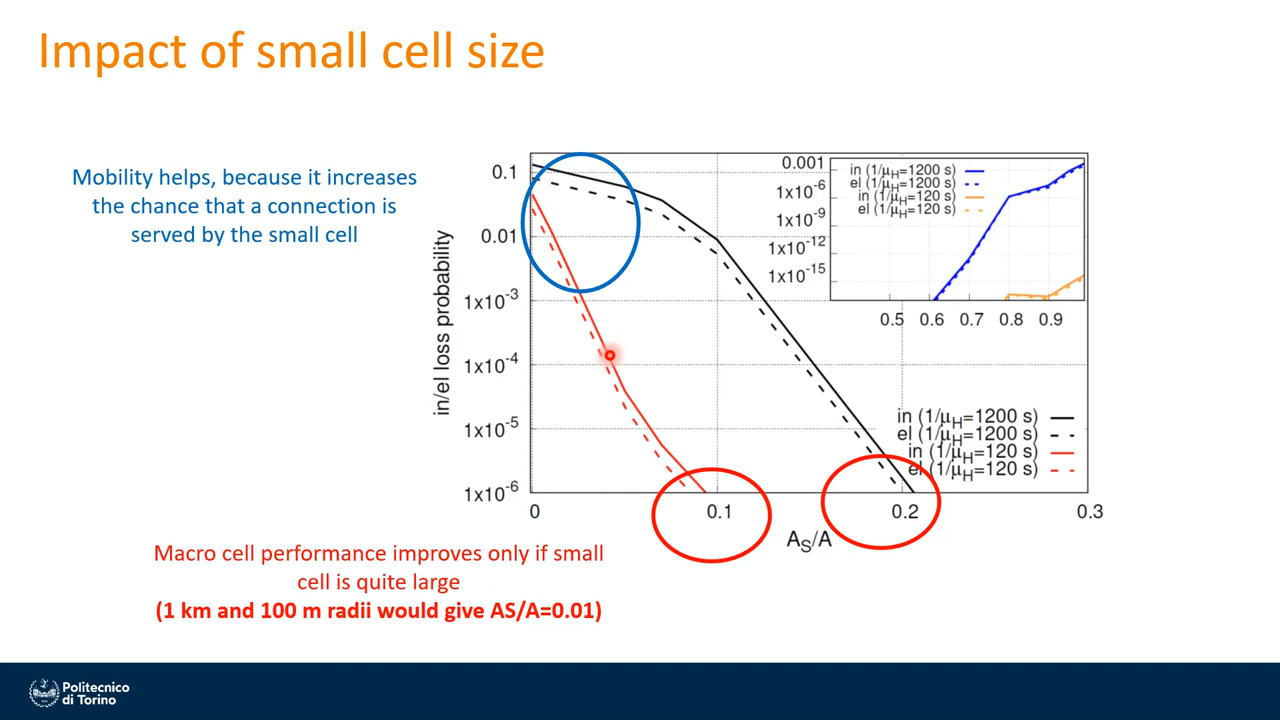 Impact of small cell size
Mobility helps, because it increases
the chance that a connection is
served by the small cell
in/el loss probability
0.1
0.01
1x10⁻³
1x10⁻⁴
1x10⁻⁵
1x10⁻⁶
0
0.1
0.2
0.3
A_S/A
0.001
1x10⁻⁶
1x10⁻⁹
1x10⁻¹²
1x10⁻¹⁵
in (1/μ_H=1200 s)
el (1/μ_H=1200 s)
in (1/μ_H=120 s)
el (1/μ_H=120 s)
0.5 0.6 0.7 0.8 0.9
in (1/μ_H=1200 s)
el (1/μ_H=1200 s)
in (1/μ_H=120 s)
el (1/μ_H=120 s)
Macro cell performance improves only if small
cell is quite large
(1 km and 100 m radii would give AS/A=0.01)
Politecnico
di Torino